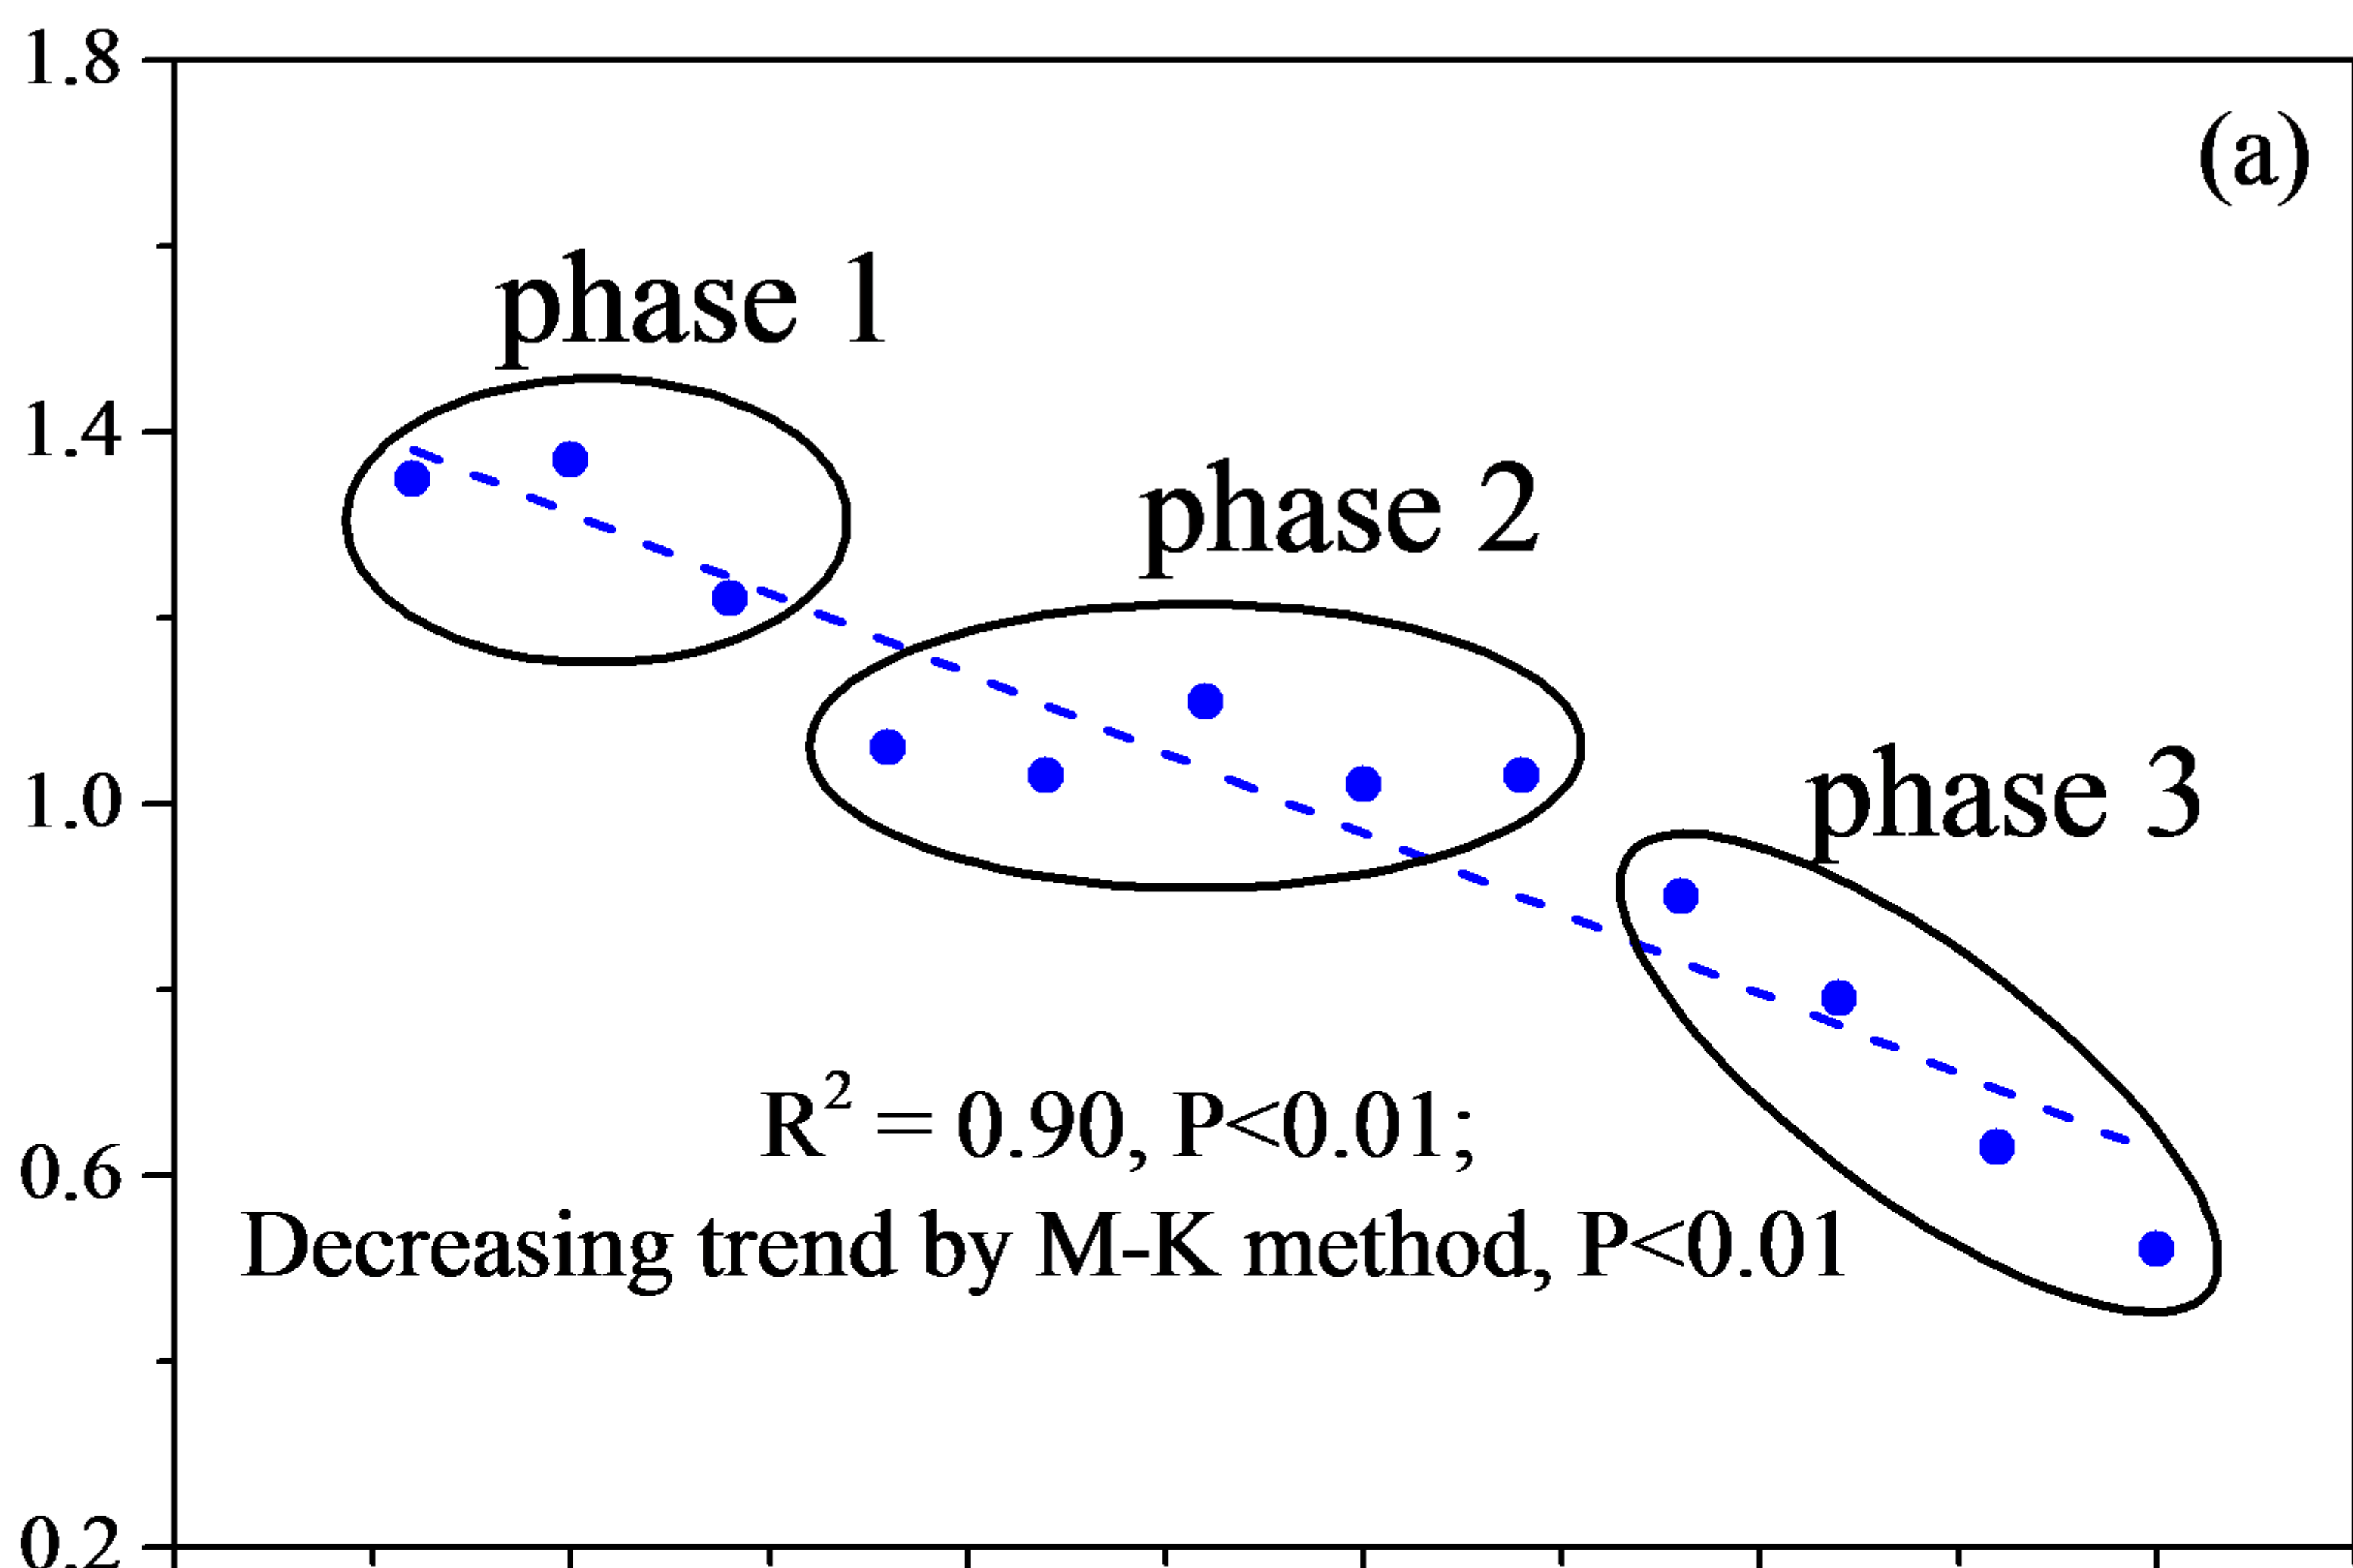 1.8
(a)
phase 1
1.4
phase 2
1.0
phase 3
R² = 0.90, P<0.01;
0.6
Decreasing trend by M-K method, P<0.01
0.2